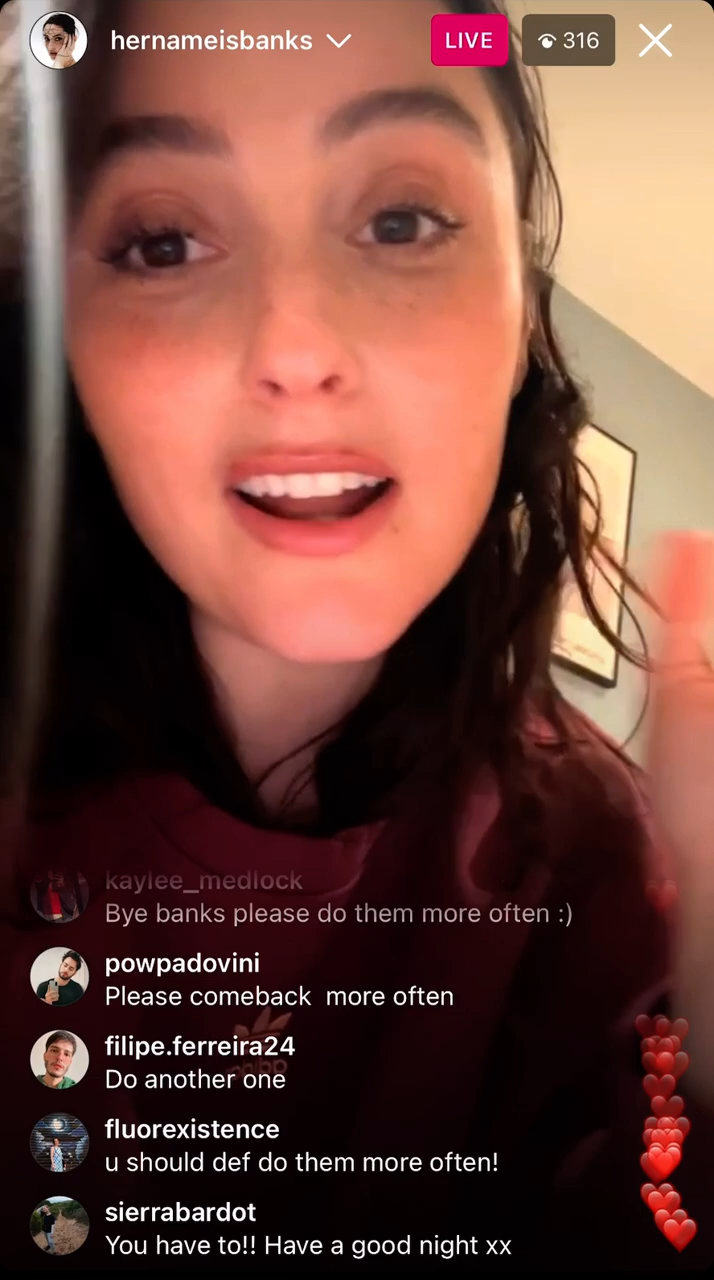 hernameisbanks
LIVE
316
kaylee_medlock
Bye banks please do them more often :)
powpadovini
Please comeback  more often
filipe.ferreira24
Do another one
fluorexistence
u should def do them more often!
sierrabardot
You have to!! Have a good night xx